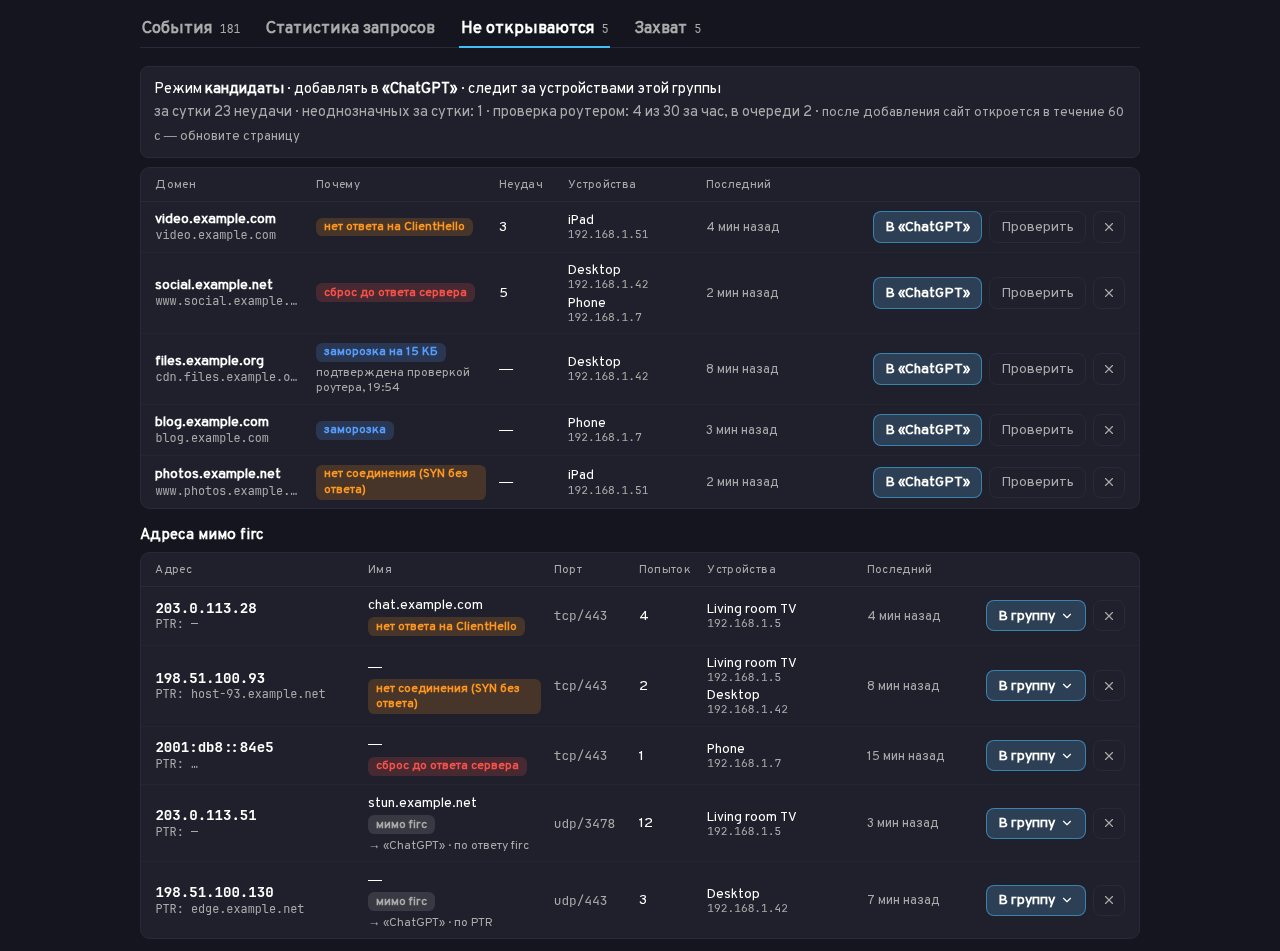 События 181 Статистика запросов Не открываются 5 Захват 5
Режим кандидаты · добавлять в «ChatGPT» · следит за устройствами этой группы
за сутки 23 неудачи · неоднозначных за сутки: 1 · проверка роутером: 4 из 30 за час, в очереди 2 · после добавления сайт откроется в течение 60
с — обновите страницу
Домен Почему Неудач Устройства Последний
video.example.com
video.example.com
нет ответа на ClientHello
3
iPad
192.168.1.51
4 мин назад
В «ChatGPT» Проверить ×
social.example.net
www.social.example.…
сброс до ответа сервера
5
Desktop
192.168.1.42
Phone
192.168.1.7
2 мин назад
В «ChatGPT» Проверить ×
files.example.org
cdn.files.example.o…
заморозка на 15 КБ
подтверждена проверкой
роутера, 19:54
—
Desktop
192.168.1.42
8 мин назад
В «ChatGPT» Проверить ×
blog.example.com
blog.example.com
заморозка
—
Phone
192.168.1.7
3 мин назад
В «ChatGPT» Проверить ×
photos.example.net
www.photos.example.…
нет соединения (SYN без
ответа)
—
iPad
192.168.1.51
2 мин назад
В «ChatGPT» Проверить ×
Адреса мимо firc
Адрес Имя Порт Попыток Устройства Последний
203.0.113.28
PTR: —
chat.example.com
нет ответа на ClientHello
tcp/443
4
Living room TV
192.168.1.5
4 мин назад
В группу ×
198.51.100.93
PTR: host-93.example.net
—
нет соединения (SYN без
ответа)
tcp/443
2
Living room TV
192.168.1.5
Desktop
192.168.1.42
8 мин назад
В группу ×
2001:db8::84e5
PTR: …
—
сброс до ответа сервера
tcp/443
1
Phone
192.168.1.7
15 мин назад
В группу ×
203.0.113.51
PTR: —
stun.example.net
мимо firc
→ «ChatGPT» · по ответу firc
udp/3478
12
Living room TV
192.168.1.5
3 мин назад
В группу ×
198.51.100.130
PTR: edge.example.net
—
мимо firc
→ «ChatGPT» · по PTR
udp/443
3
Desktop
192.168.1.42
7 мин назад
В группу ×